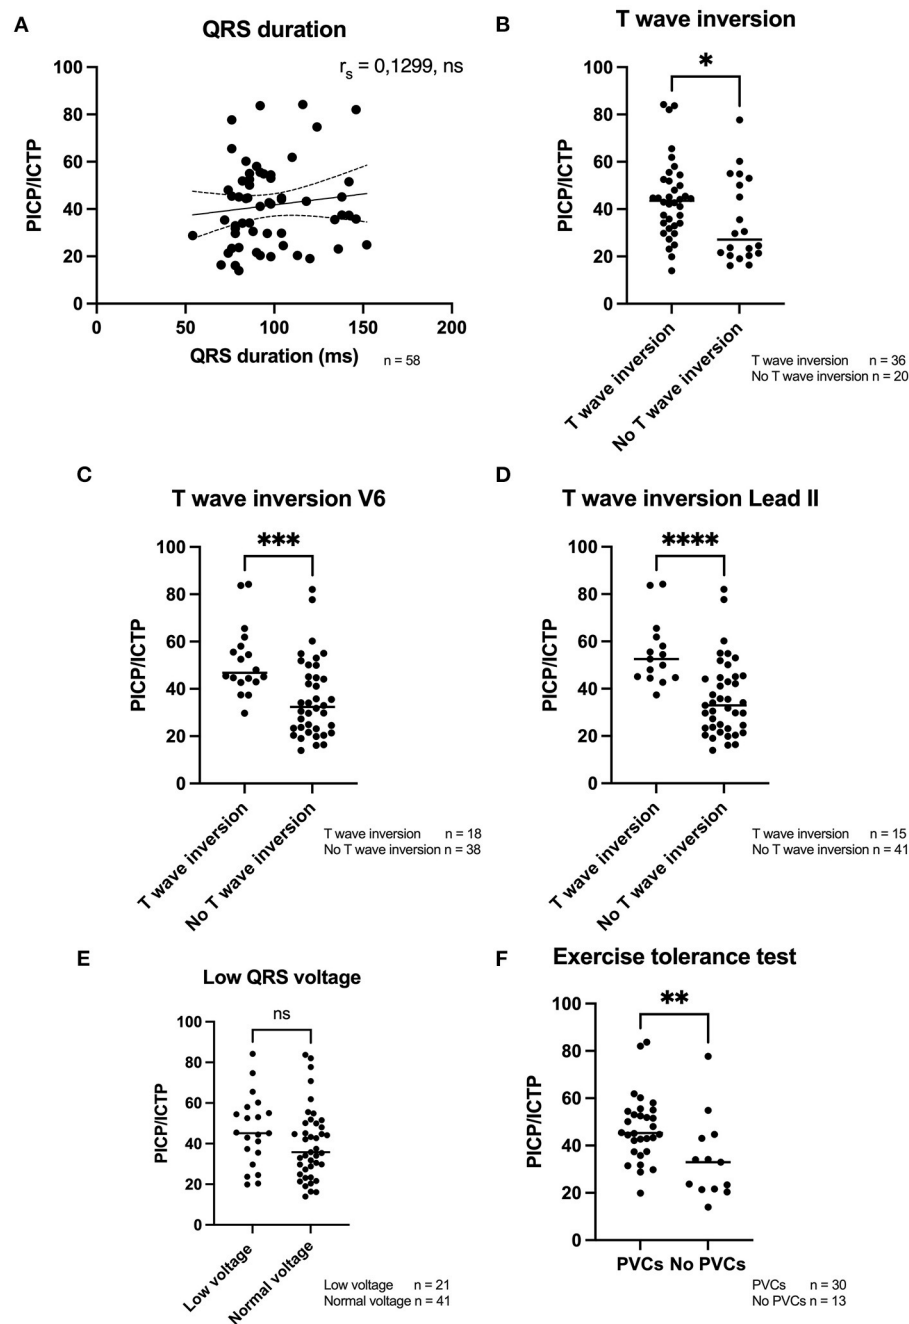 A
QRS duration
r_s = 0,1299, ns
PICP/ICTP
100
80
60
40
20
0
0 50 100 150 200
QRS duration (ms)
n = 58
B
T wave inversion
*
PICP/ICTP
100
80
60
40
20
0
T wave inversion
No T wave inversion
T wave inversion n = 36
No T wave inversion n = 20
C
T wave inversion V6
***
PICP/ICTP
100
80
60
40
20
0
T wave inversion
No T wave inversion
T wave inversion n = 18
No T wave inversion n = 38
D
T wave inversion Lead II
****
PICP/ICTP
100
80
60
40
20
0
T wave inversion
No T wave inversion
T wave inversion n = 15
No T wave inversion n = 41
E
Low QRS voltage
ns
PICP/ICTP
100
80
60
40
20
0
Low voltage
Normal voltage
Low voltage n = 21
Normal voltage n = 41
F
Exercise tolerance test
**
PICP/ICTP
100
80
60
40
20
0
PVCs No PVCs
PVCs n = 30
No PVCs n = 13